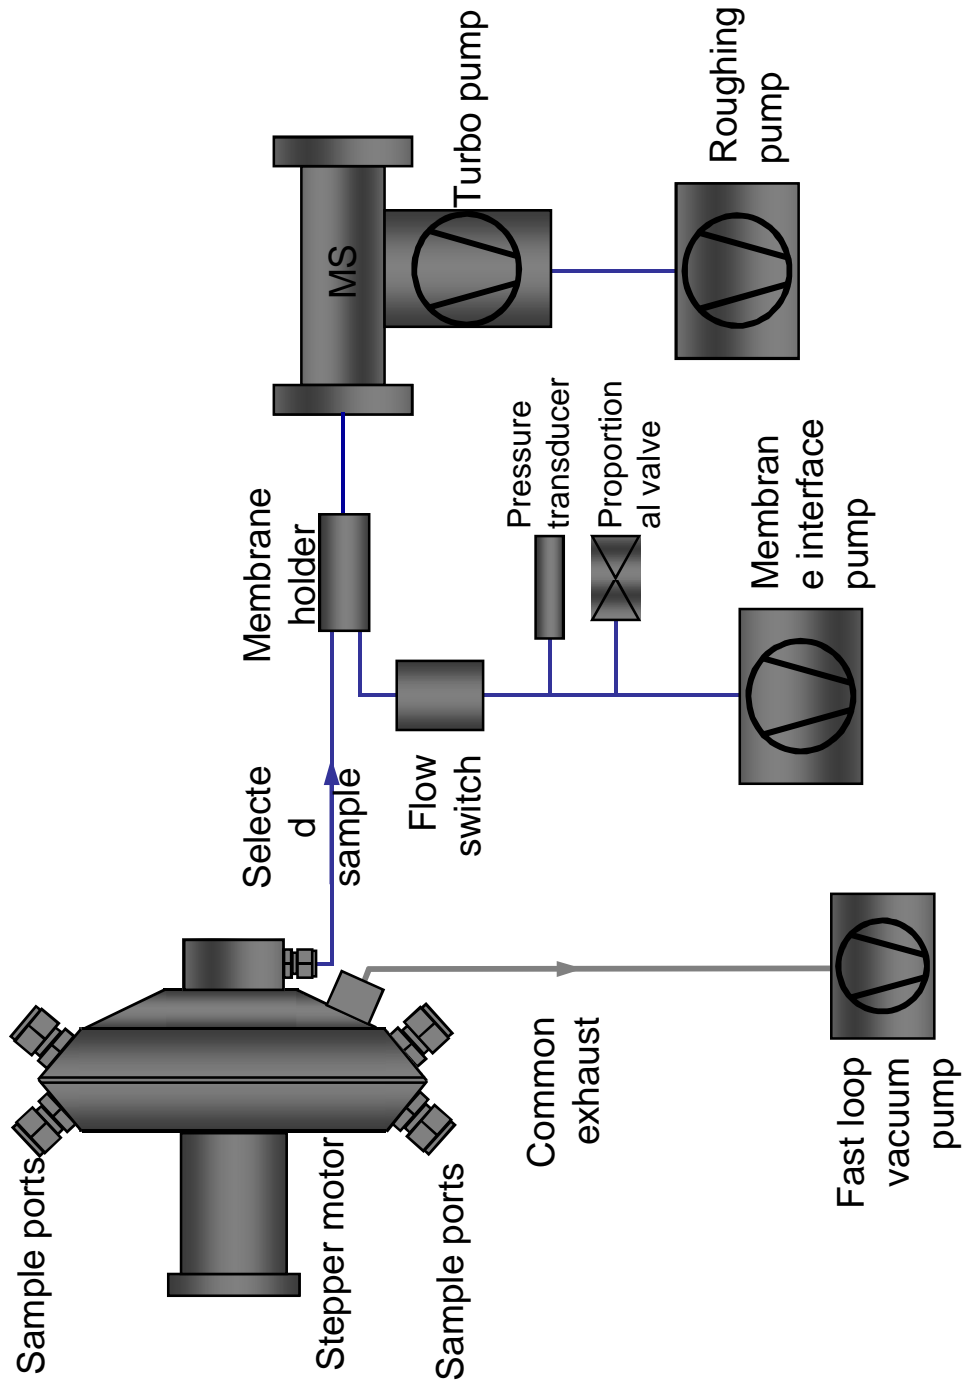 Sample ports
Stepper motor
Sample ports
Selecte
d
sample
Common
exhaust
Fast loop
vacuum
pump
Flow
switch
Membrane
holder
Pressure
transducer
Proportion
al valve
Membran
e interface
pump
MS
Turbo pump
Roughing
pump